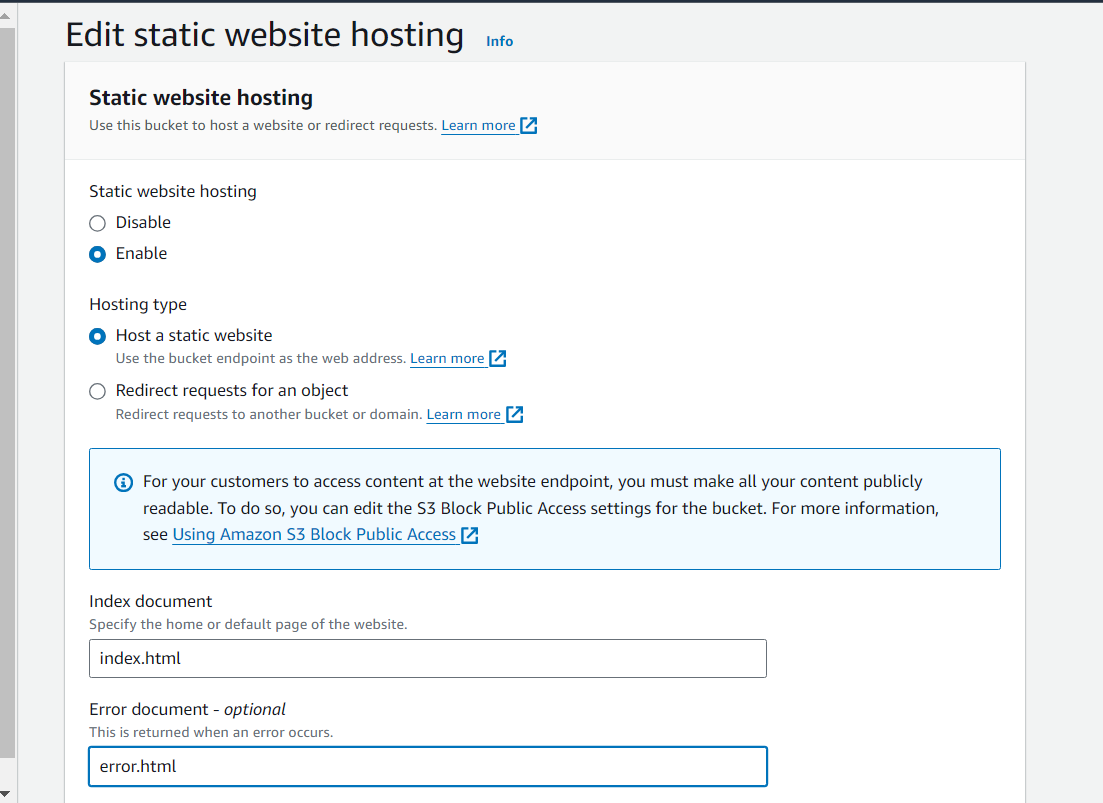 Edit static website hosting Info
Static website hosting
Use this bucket to host a website or redirect requests. Learn more
Static website hosting
Disable
Enable
Hosting type
Host a static website
Use the bucket endpoint as the web address. Learn more
Redirect requests for an object
Redirect requests to another bucket or domain. Learn more
For your customers to access content at the website endpoint, you must make all your content publicly
readable. To do so, you can edit the S3 Block Public Access settings for the bucket. For more information,
see Using Amazon S3 Block Public Access
Index document
Specify the home or default page of the website.
index.html
Error document - optional
This is returned when an error occurs.
error.html